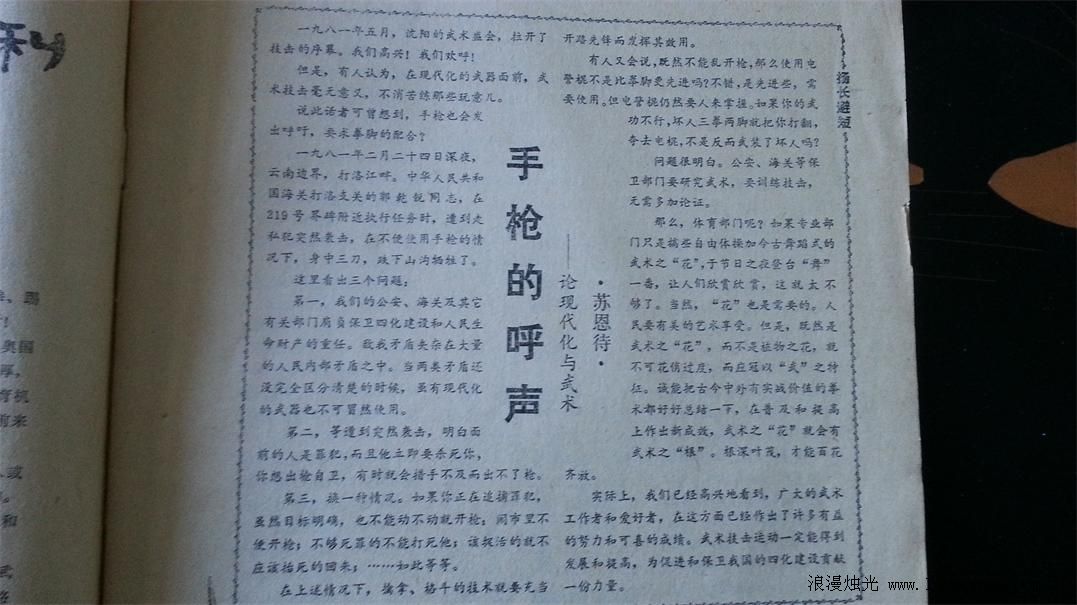 手枪的呼声
——论现代化与武术
·苏恩待·
一九八一年五月，沈阳的武术盛会，拉开了
技击的序幕。我们高兴！我们欢呼！
但是，有人认为，在现代化的武器面前，武
术技击毫无意义，不消苦练那些玩意儿。
说此话者可曾想到，手枪也会发
出呼吁，要求拳脚的配合？
一九八一年二月二十四日深夜，
云南边界，打洛江畔。中华人民共和
国海关打洛支关的郭乾锐同志，在
219号界碑附近执行任务时，遭到走
私犯突然袭击，在不便使用手枪的情
况下，身中三刀，跌下山沟牺牲了。
这里看出三个问题：
第一，我们的公安、海关及其它
有关部门肩负保卫四化建设和人民生
命财产的重任。敌我矛盾夹杂在大量
的人民内部矛盾之中。当两类矛盾还
没完全区分清楚的时候，虽有现代化
的武器也不可冒然使用。
第二，等遭到突然袭击，明白面
前的人是罪犯，而且他立即要杀死你，
你想出枪自卫，有时就会措手不及而出不了枪。
第三，换一种情况。如果你正在追捕罪犯，
虽然目标明确，也不能动不动就开枪；闹市里不
便开枪；不够死罪的不能打死他；该捉活的就不
应该抬死的回来；……如此等等。
在上述情况下，擒拿、格斗的技术就要充当
开路先锋而发挥其效用。
有人又会说，既然不能乱开枪，那么使用电
警棍不是比拳脚更先进吗？不错，是先进些，需
要使用。但电警棍仍然要人来掌握。如果你的武
功不行，坏人三拳两脚就把你打翻，
夺去电棍，不是反而武装了坏人吗？
问题很明白。公安、海关等保
卫部门要研究武术，要训练技击，
无需多加论证。
那么，体育部门呢？如果专业部
门只是搞些自由体操加今古舞蹈式的
武术之“花”，于节日之夜登台“舞”
一番，让人们欣赏欣赏，这就太不
够了。当然，“花”也是需要的。人
民要有关的艺术享受。但是，既然是
武术之“花”，而不是植物之花，就
不可花俏过度，而应冠以“武”之特
征。诚能把古今中外有实战价值的拳
术都好好总结一下，在普及和提高
上作出新成效，武术之“花”就会有
武术之“根”。根深叶茂，才能百花
齐放。
实际上，我们已经高兴地看到，广大的武术
工作者和爱好者，在这方面已经作出了许多有益
的努力和可喜的成绩。武术技击运动一定能得到
发展和提高，为促进和保卫我国的四化建设贡献
一份力量。
扬长避短
浪漫烛光 www.